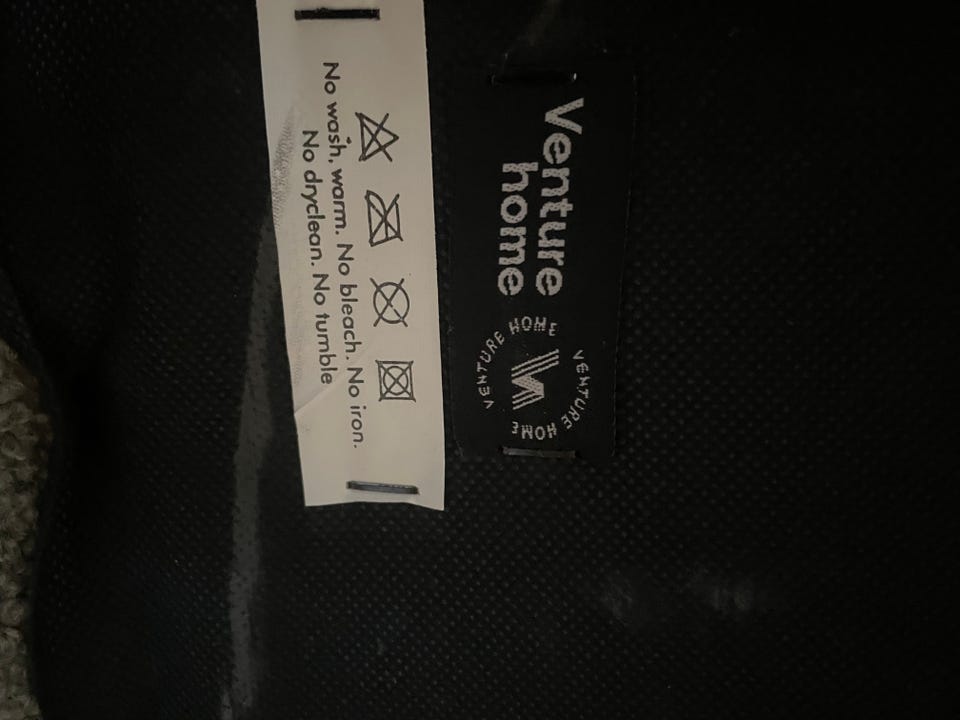 No wash, warm. No bleach. No iron.
No dryclean. No tumble
Venture
home
VENTURE HOME
VENTURE HOME